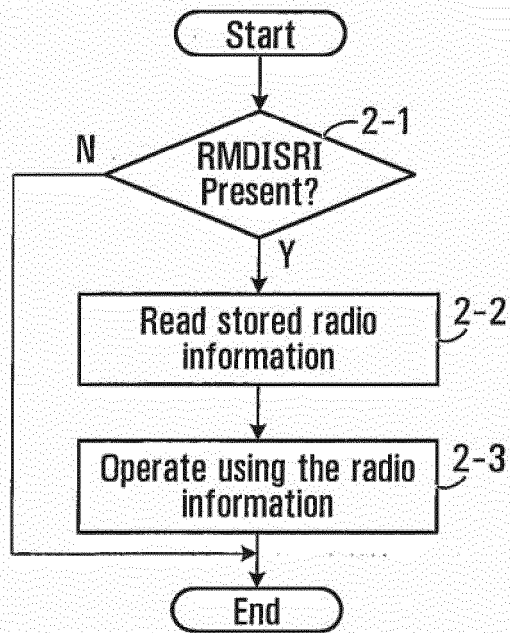 Start
2-1
N
RMDISRI
Present?
Y
Read stored radio
information
2-2
Operate using the radio
information
2-3
End